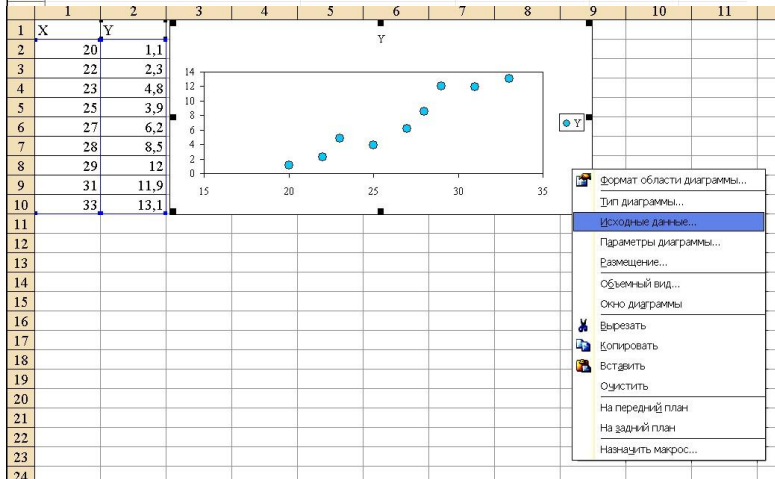 1 2 3 4 5 6 7 8 9 10 11
1 X Y
2 20 1,1
3 22 2,3
4 23 4,8
5 25 3,9
6 27 6,2
7 28 8,5
8 29 12
9 31 11,9
10 33 13,1
11
12
13
14
15
16
17
18
19
20
21
22
23
24
Y
14
12
10
8
6
4
2
0
15 20 25 30 35
Y
Формат области диаграммы...
Тип диаграммы...
Исходные данные...
Параметры диаграммы...
Размещение...
Объемный вид...
Окно диаграммы
Вырезать
Копировать
Вставить
Очистить
На передний план
На задний план
Назначить макрос...